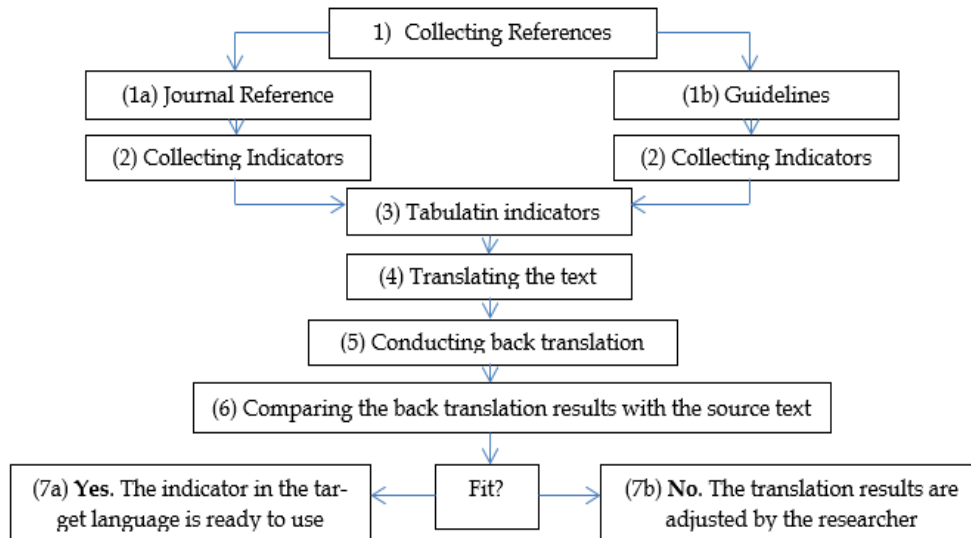 1) Collecting References
(1a) Journal Reference
(1b) Guidelines
(2) Collecting Indicators
(2) Collecting Indicators
(3) Tabulatin indicators
(4) Translating the text
(5) Conducting back translation
(6) Comparing the back translation results with the source text
(7a) Yes. The indicator in the tar-
get language is ready to use
Fit?
(7b) No. The translation results are
adjusted by the researcher